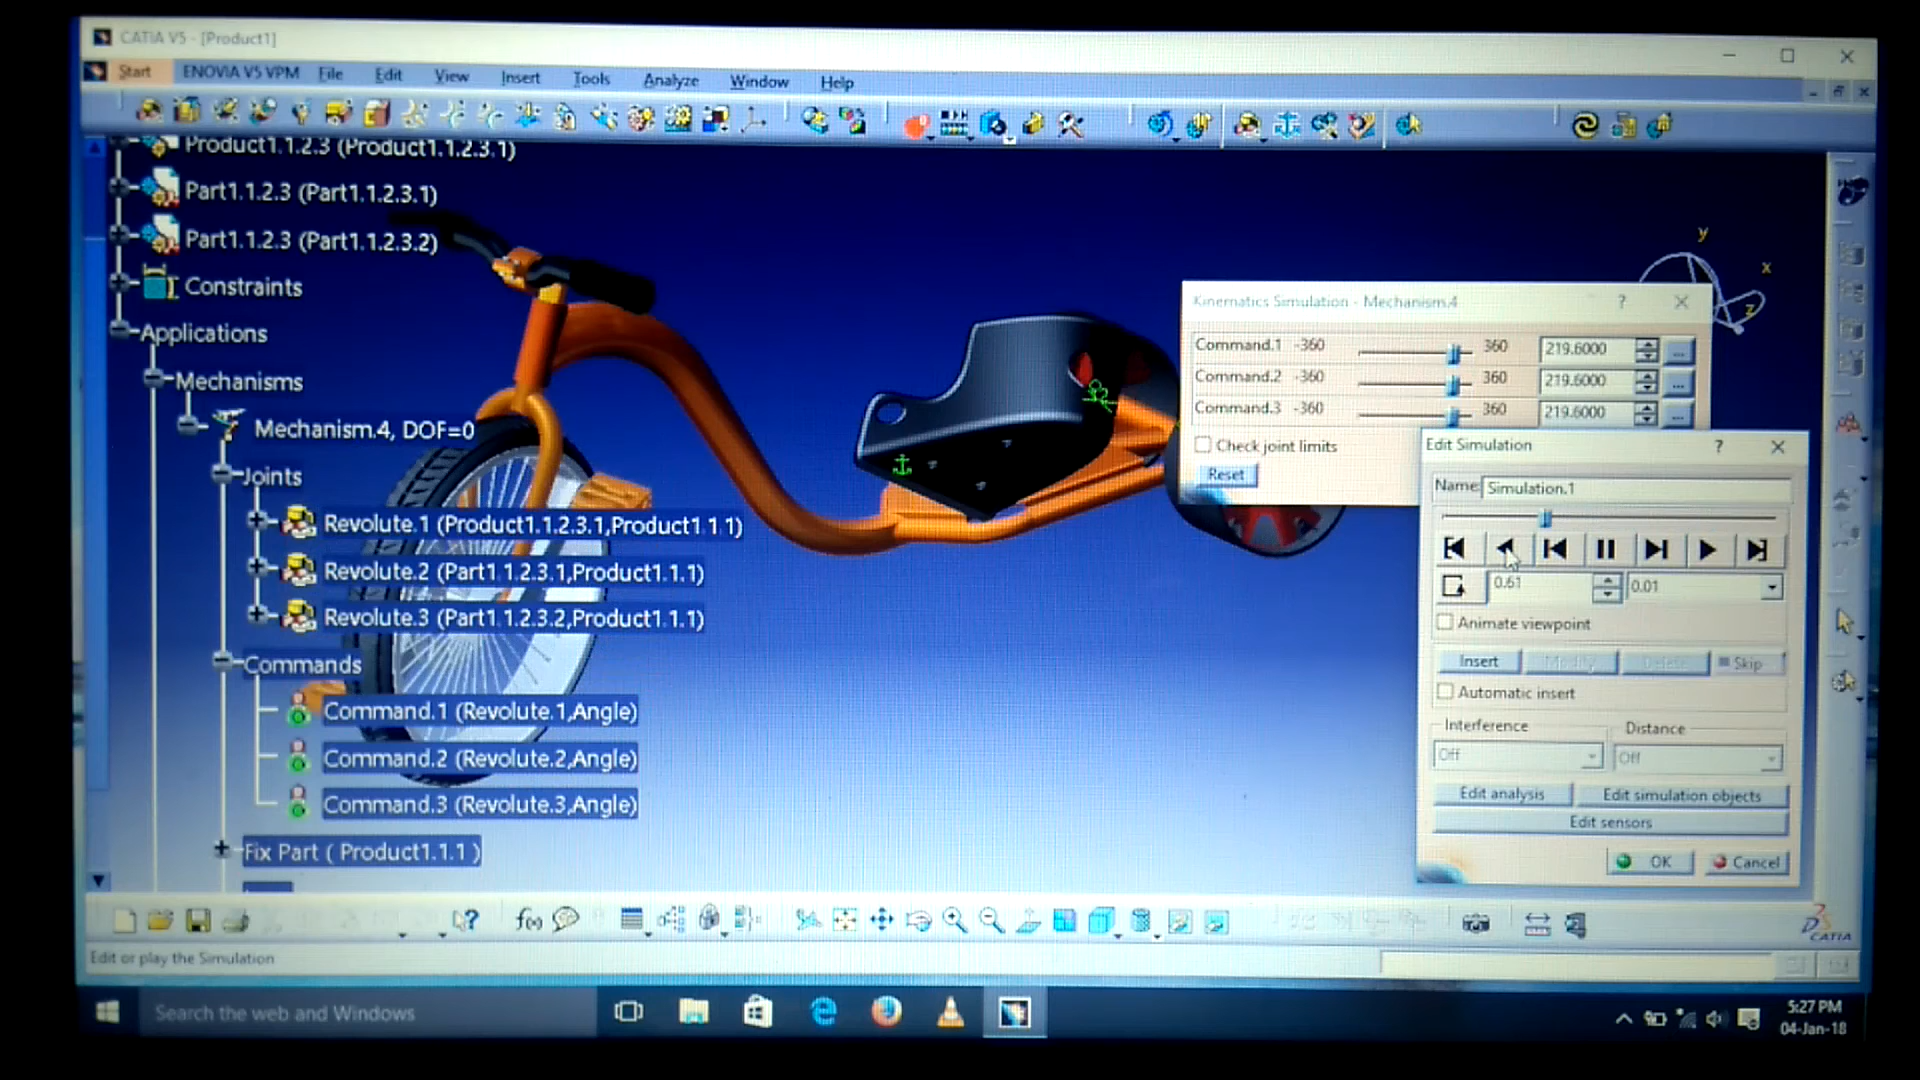 CATIA V5 - [Product1]
Start ENOVIA V5 VPM File Edit View Insert Tools Analyze Window Help
Product1.1.2.3 (Product1.1.2.3.1)
Part1.1.2.3 (Part1.1.2.3.1)
Part1.1.2.3 (Part1.1.2.3.2)
Constraints
Applications
Mechanisms
Mechanism.4, DOF=0
Joints
Revolute.1 (Product1.1.2.3.1,Product1.1.1)
Revolute.2 (Part1.1.2.3.1,Product1.1.1)
Revolute.3 (Part1.1.2.3.2,Product1.1.1)
Commands
Command.1 (Revolute.1,Angle)
Command.2 (Revolute.2,Angle)
Command.3 (Revolute.3,Angle)
Fix Part ( Product1.1.1 )
y
x
z
Kinematics Simulation - Mechanism.4 ?
Command.1 -360 360 219.6000 ...
Command.2 -360 360 219.6000 ...
Command.3 -360 360 219.6000 ...
Check joint limits
Reset
Edit Simulation ?
Name Simulation.1
0.61 0.01
Animate viewpoint
Insert Modify Delete Skip
Automatic insert
Interference Distance
Off Off
Edit analysis Edit simulation objects
Edit sensors
OK Cancel
f(x)
CATIA
Edit or play the Simulation
Search the web and Windows
5:27 PM
04-Jan-18